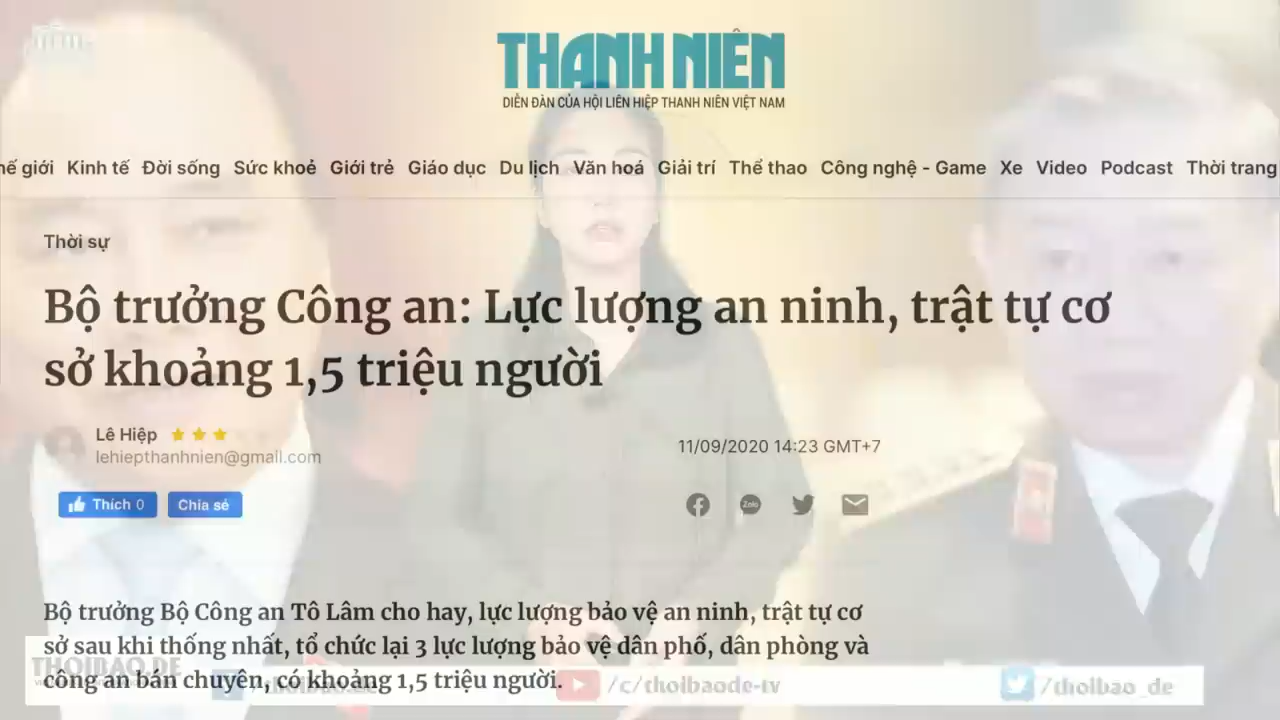 THANH NIÊN
DIỄN ĐÀN CỦA HỘI LIÊN HIỆP THANH NIÊN VIỆT NAM
hế giới Kinh tế Đời sống Sức khoẻ Giới trẻ Giáo dục Du lịch Văn hoá Giải trí Thể thao Công nghệ - Game Xe Video Podcast Thời trang
Thời sự
Bộ trưởng Công an: Lực lượng an ninh, trật tự cơ
sở khoảng 1,5 triệu người
Lê Hiệp
lehiepthanhnien@gmail.com
11/09/2020 14:23 GMT+7
Thích 0 Chia sẻ
Zalo
Bộ trưởng Bộ Công an Tô Lâm cho hay, lực lượng bảo vệ an ninh, trật tự cơ
sở sau khi thống nhất, tổ chức lại 3 lực lượng bảo vệ dân phố, dân phòng và
công an bán chuyên, có khoảng 1,5 triệu người.
THOIBAO.DE
/thoibao.de
/c/thoibaode-tv
/thoibao_de